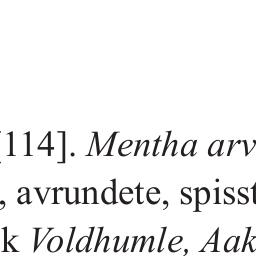 [114]. Mentha arv
, avrundete, spisst
k Voldhumle, Aak